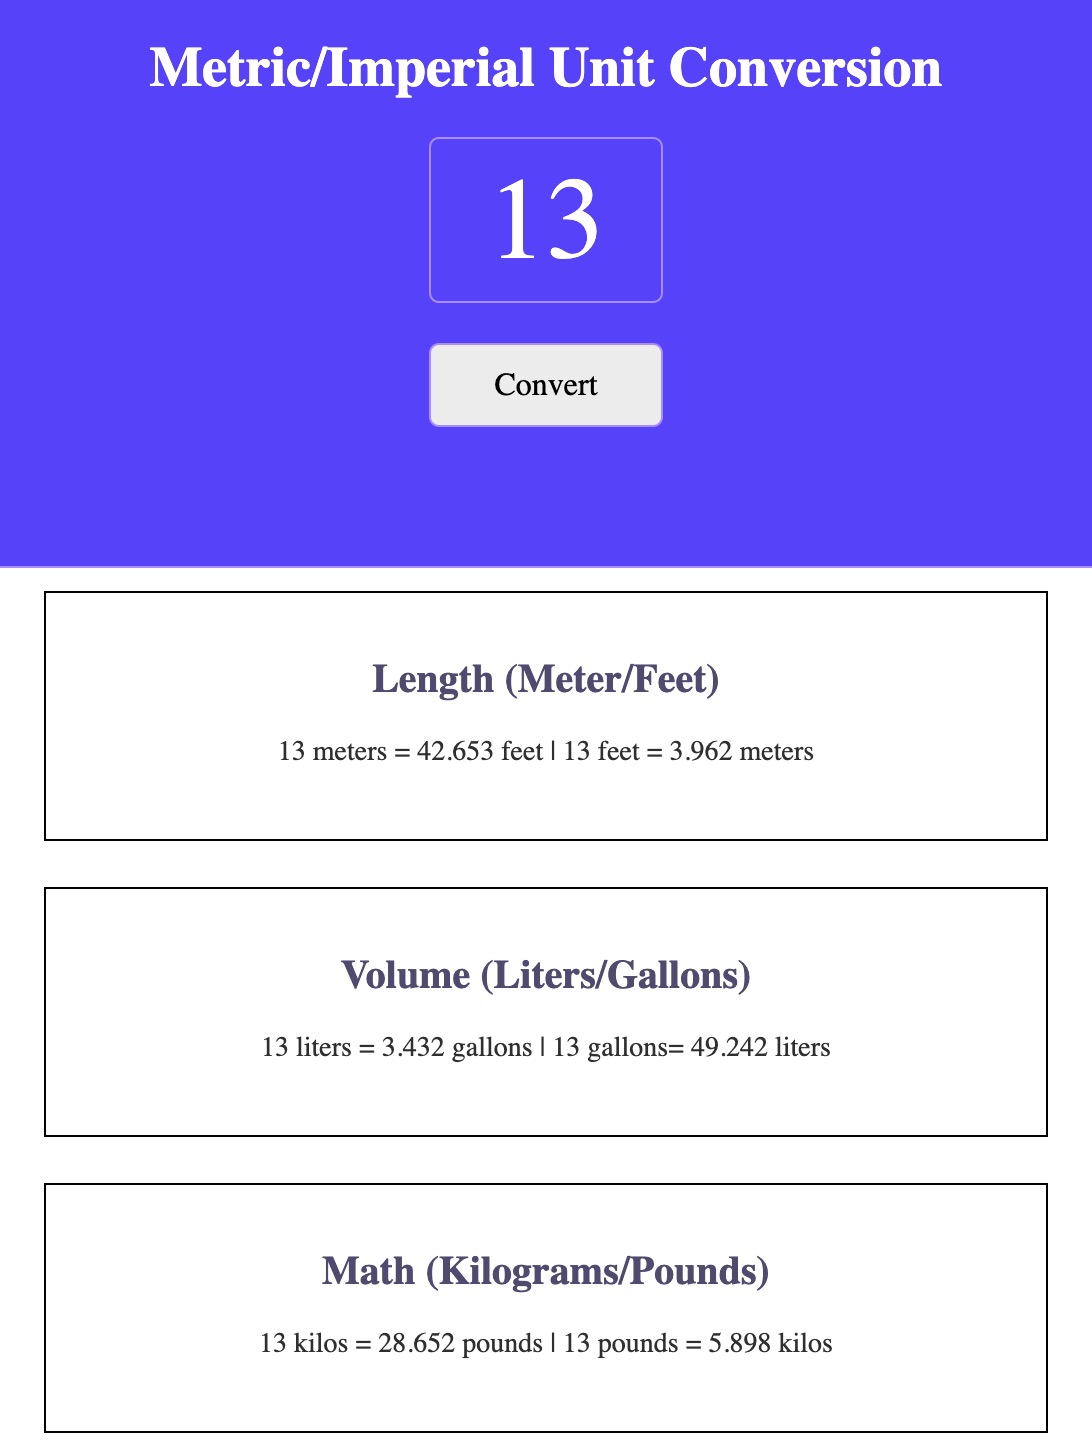 Metric/Imperial Unit Conversion
13
Convert
Length (Meter/Feet)
13 meters = 42.653 feet | 13 feet = 3.962 meters
Volume (Liters/Gallons)
13 liters = 3.432 gallons | 13 gallons= 49.242 liters
Math (Kilograms/Pounds)
13 kilos = 28.652 pounds | 13 pounds = 5.898 kilos